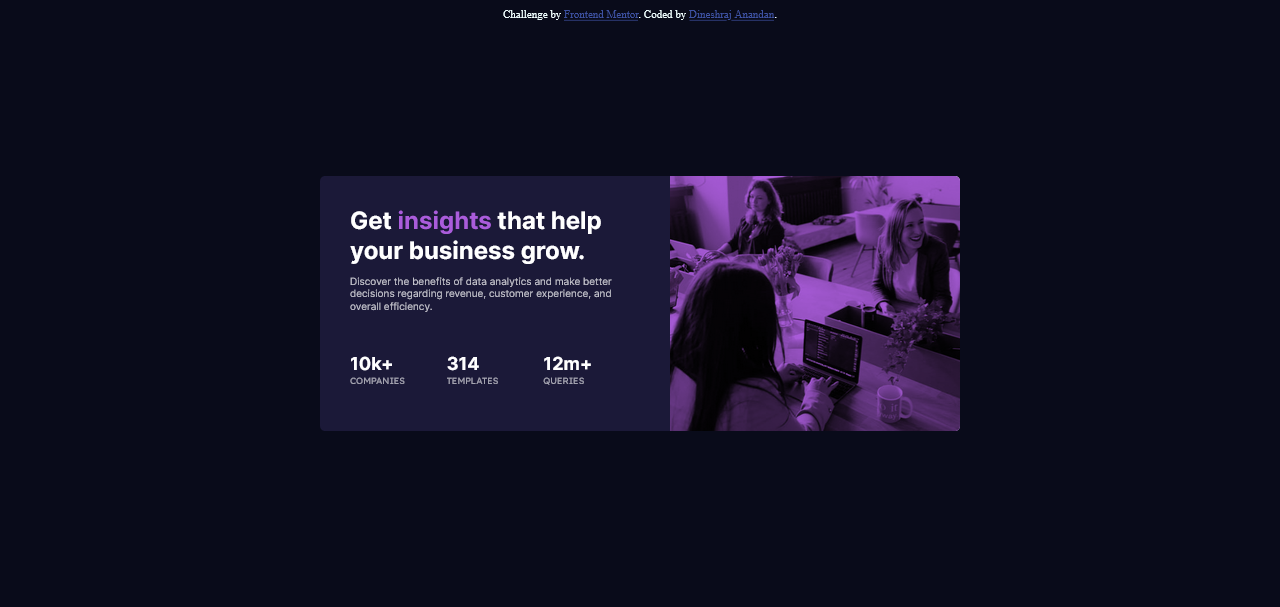 Challenge by Frontend Mentor. Coded by Dineshraj Anandan.
Get insights that help
your business grow.
Discover the benefits of data analytics and make better
decisions regarding revenue, customer experience, and
overall efficiency.
10k+ 314 12m+
COMPANIES TEMPLATES QUERIES